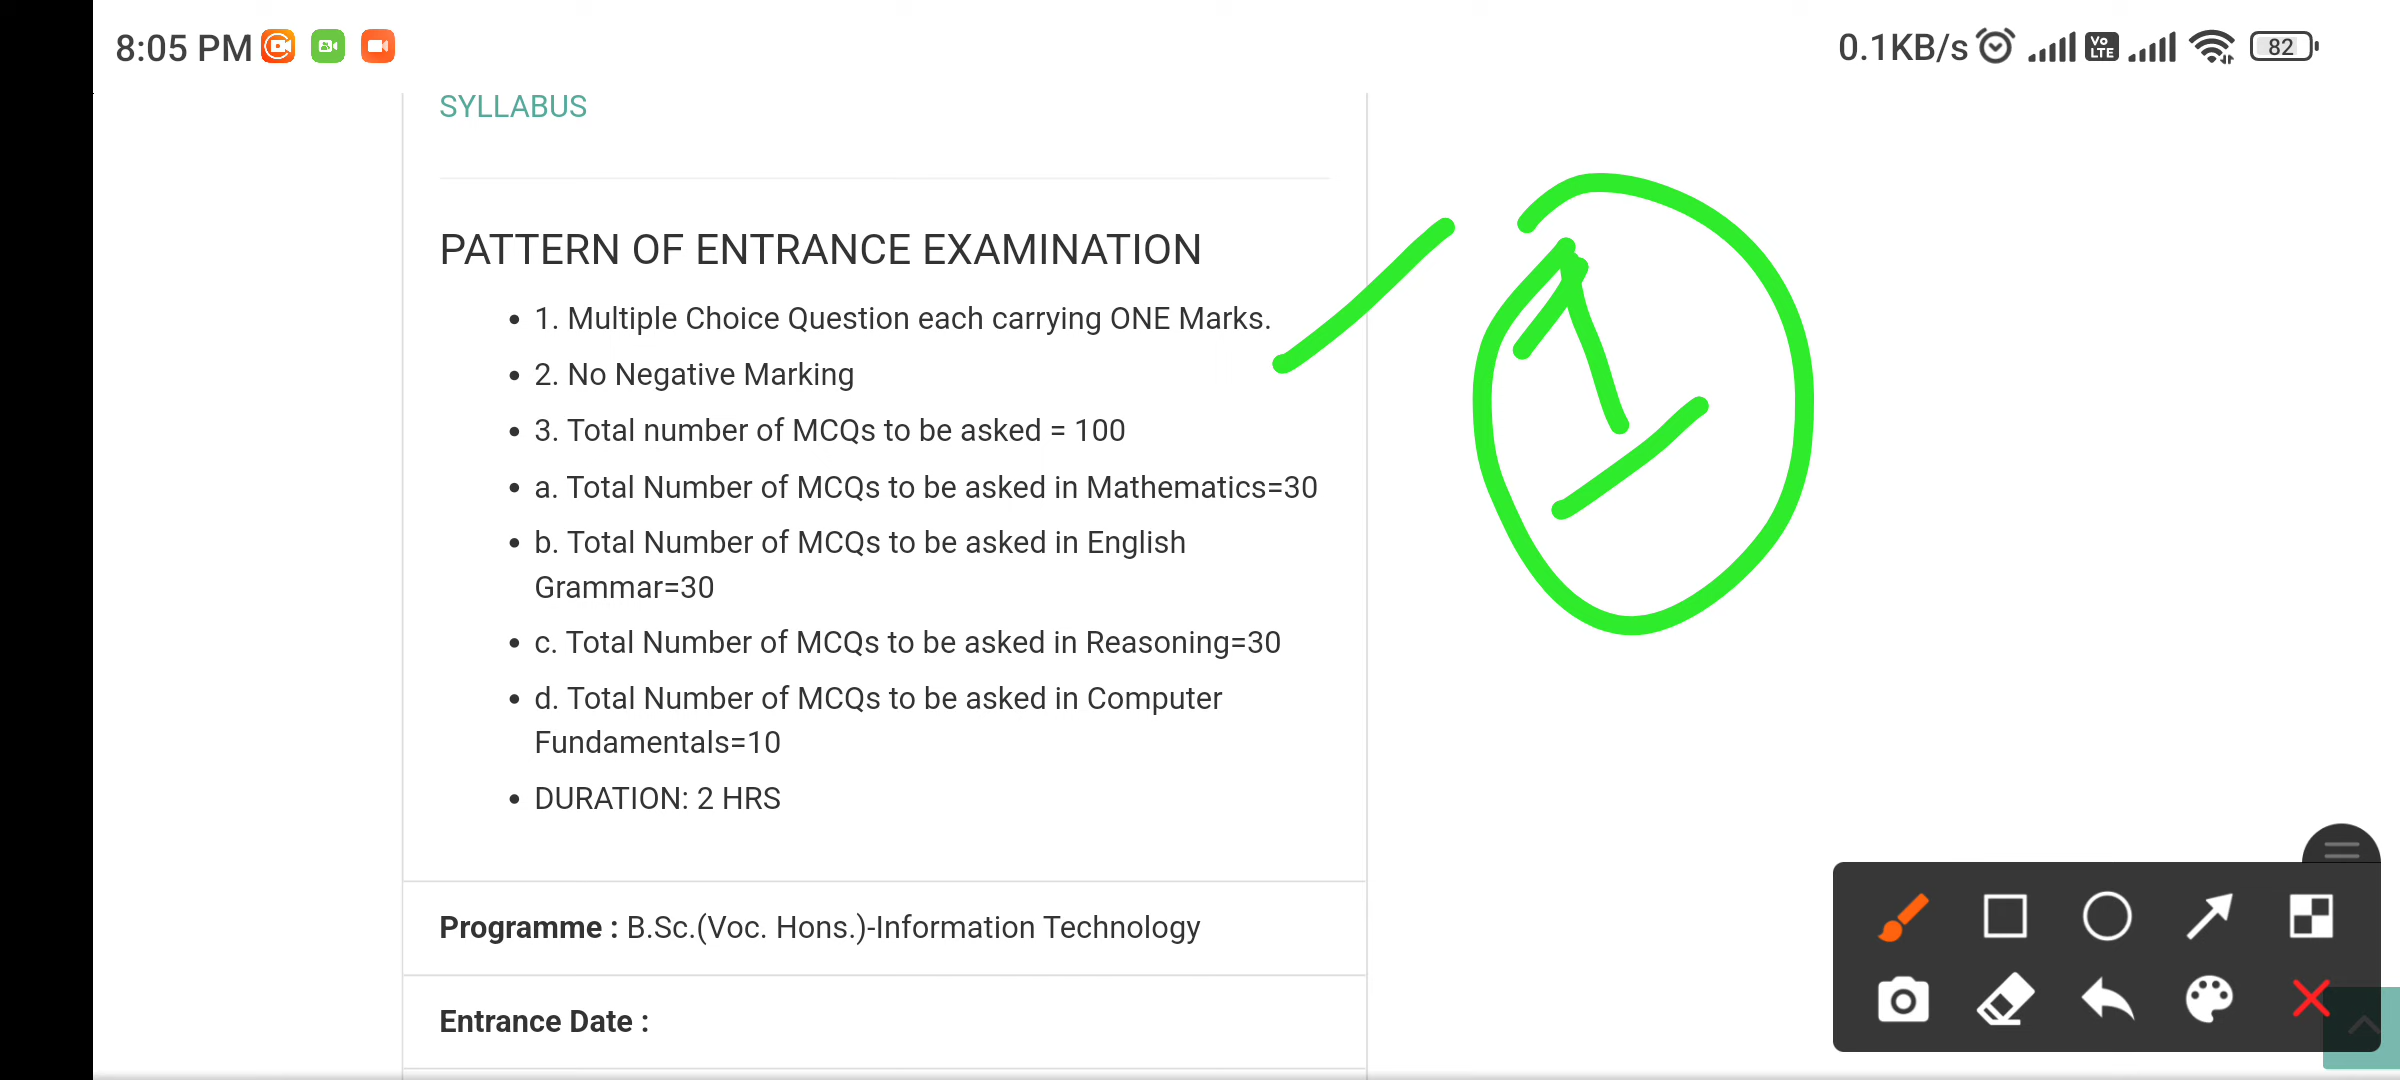 8:05 PM
0.1KB/s
Vo LTE
82
SYLLABUS
PATTERN OF ENTRANCE EXAMINATION
1. Multiple Choice Question each carrying ONE Marks.
2. No Negative Marking
3. Total number of MCQs to be asked = 100
a. Total Number of MCQs to be asked in Mathematics=30
b. Total Number of MCQs to be asked in English
Grammar=30
c. Total Number of MCQs to be asked in Reasoning=30
d. Total Number of MCQs to be asked in Computer
Fundamentals=10
DURATION: 2 HRS
1
Programme : B.Sc.(Voc. Hons.)-Information Technology
Entrance Date :